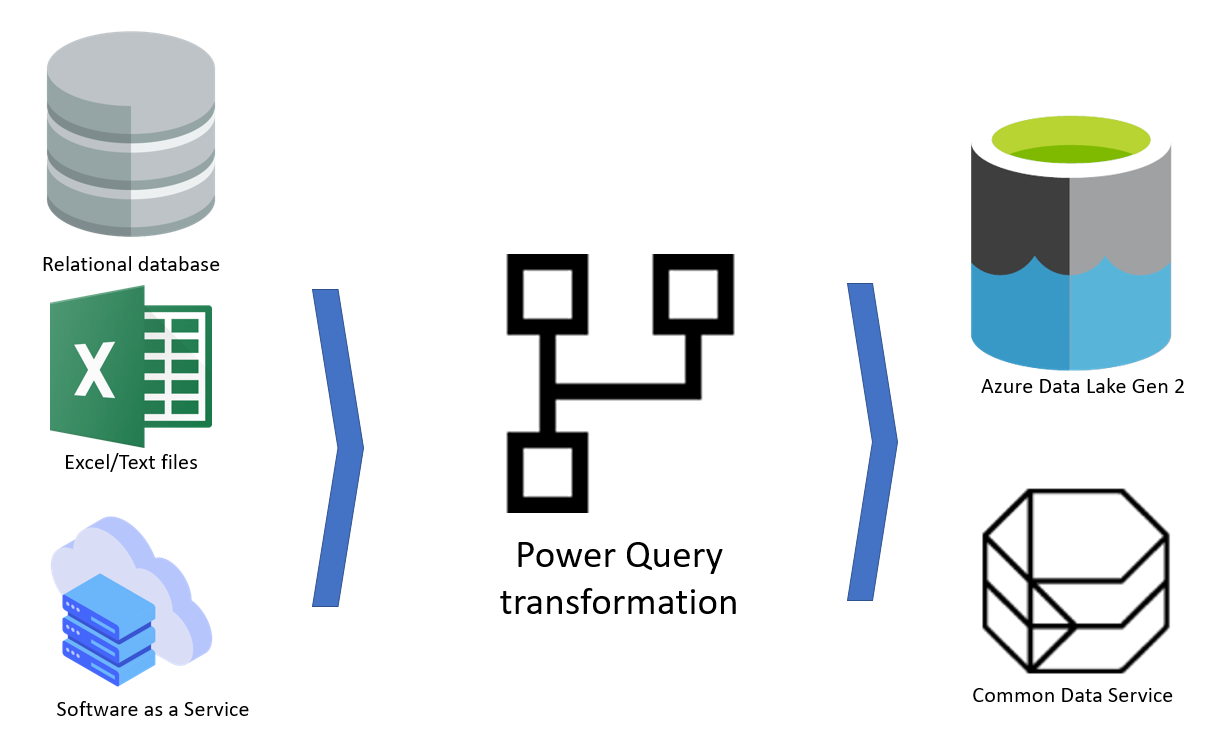 Relational database
X
Excel/Text files
Software as a Service
Power Query
transformation
Azure Data Lake Gen 2
Common Data Service